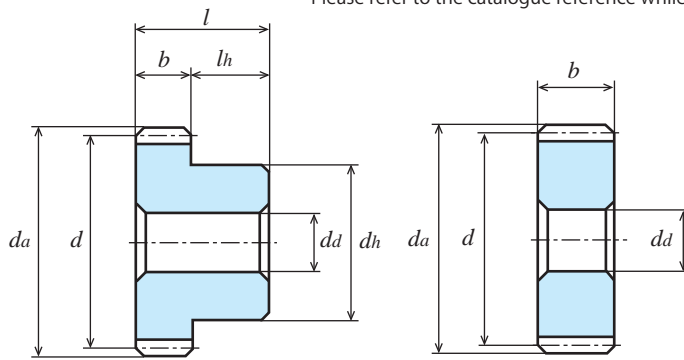 Please refer to the catalogue reference while
l
b lh
b
da d dd dh
da d dd